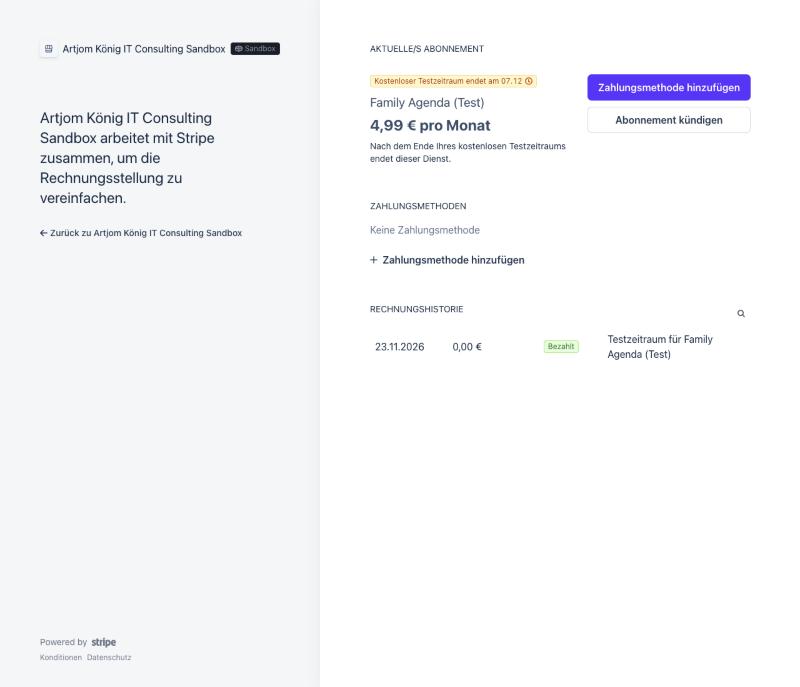 Artjom König IT Consulting Sandbox Sandbox
Artjom König IT Consulting
Sandbox arbeitet mit Stripe
zusammen, um die
Rechnungsstellung zu
vereinfachen.
Zurück zu Artjom König IT Consulting Sandbox
Powered by stripe
Konditionen Datenschutz
AKTUELLE/S ABONNEMENT
Kostenloser Testzeitraum endet am 07.12
Family Agenda (Test)
4,99 € pro Monat
Nach dem Ende Ihres kostenlosen Testzeitraums
endet dieser Dienst.
Zahlungsmethode hinzufügen
Abonnement kündigen
ZAHLUNGSMETHODEN
Keine Zahlungsmethode
+ Zahlungsmethode hinzufügen
RECHNUNGSHISTORIE
23.11.2026 0,00 € Bezahlt Testzeitraum für Family
Agenda (Test)